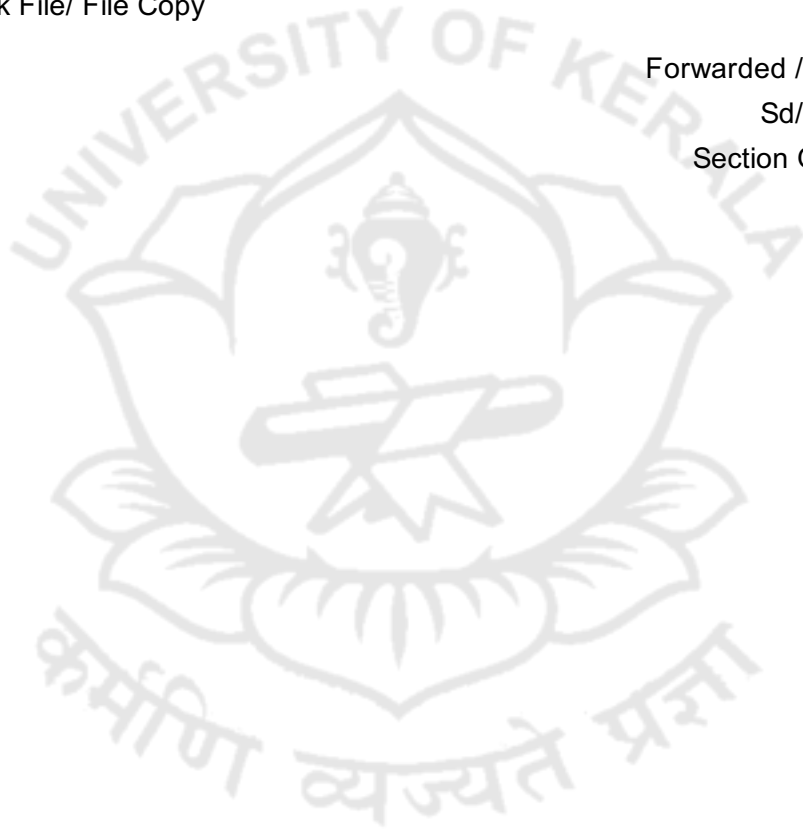 k File/ File Copy
Forwarded /
Sd/
Section
UNIVERSITY OF KERALA
कर्मणि व्यज्यते प्रज्ञा